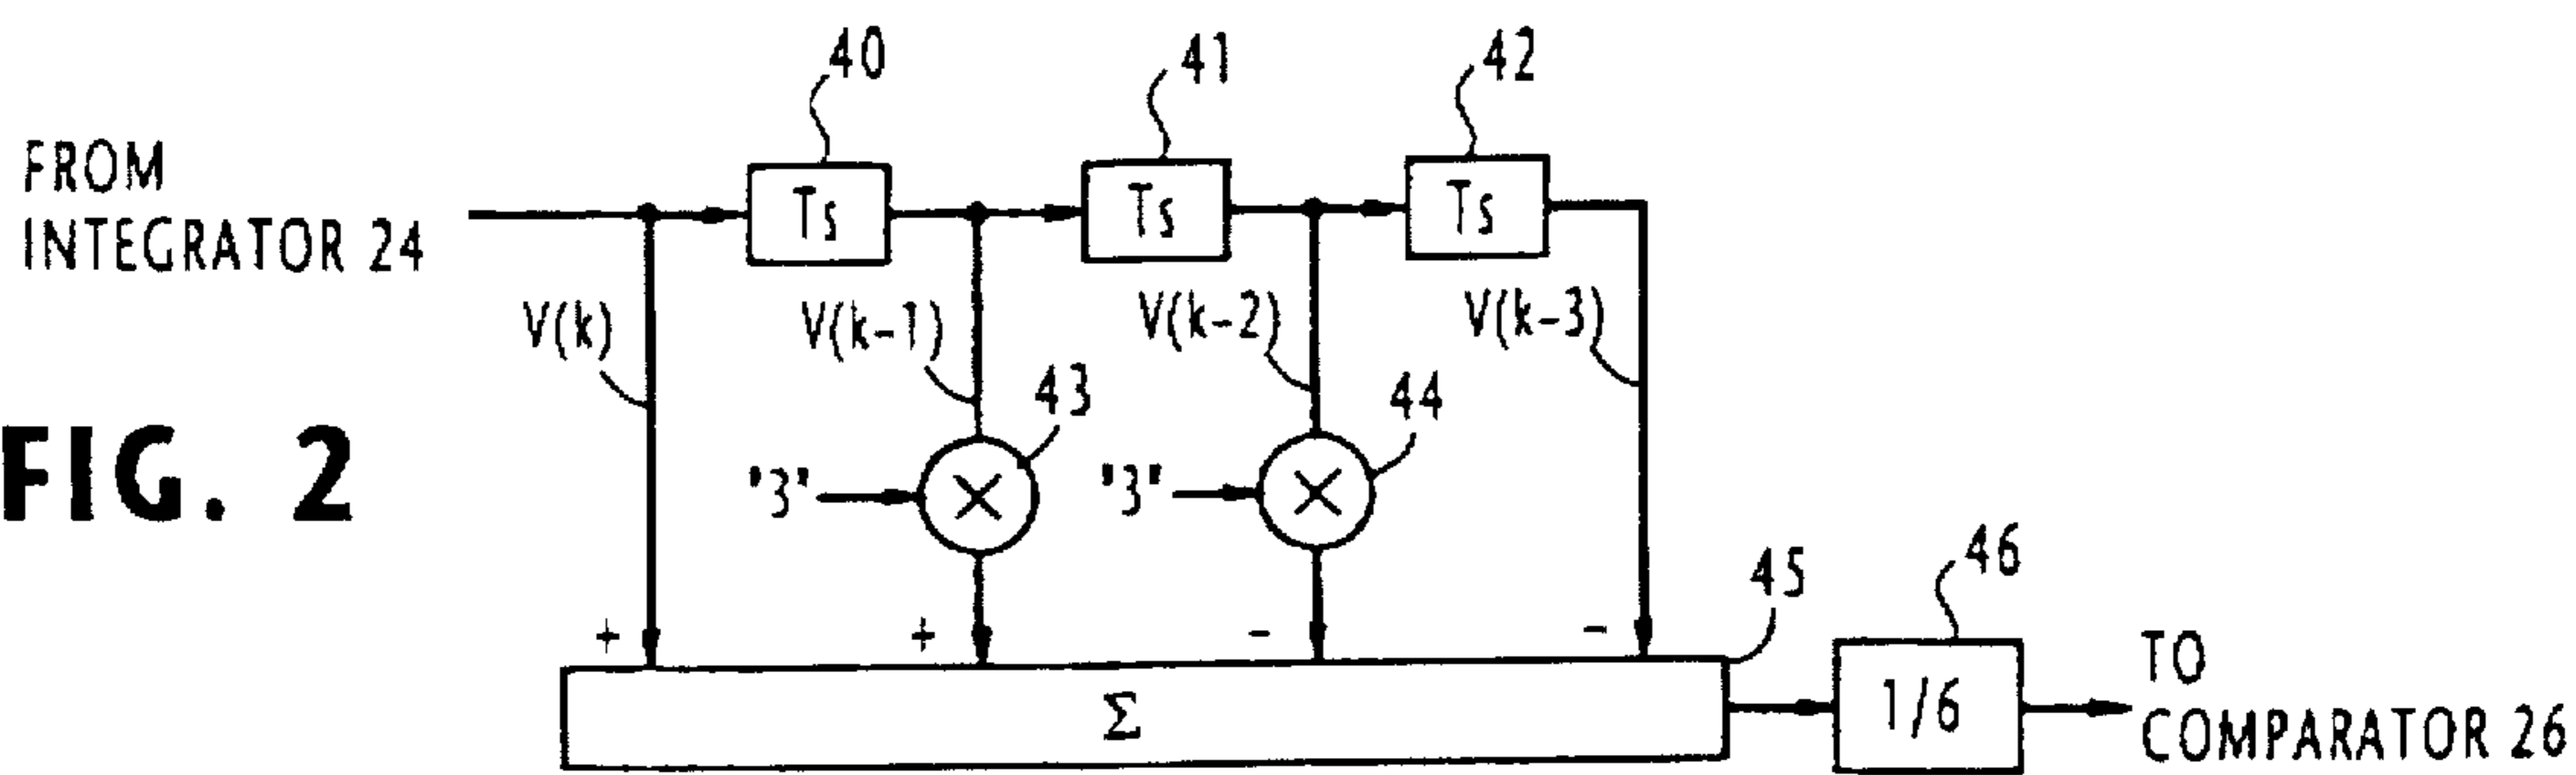 40
41
42
FROM
INTEGRATOR 24
Ts
Ts
Ts
V(k)
V(k-1)
V(k-2)
V(k-3)
43
44
FIG. 2
"3"
"3"
×
×
45
46
+
+
-
-
Σ
1/6
TO
COMPARATOR 26